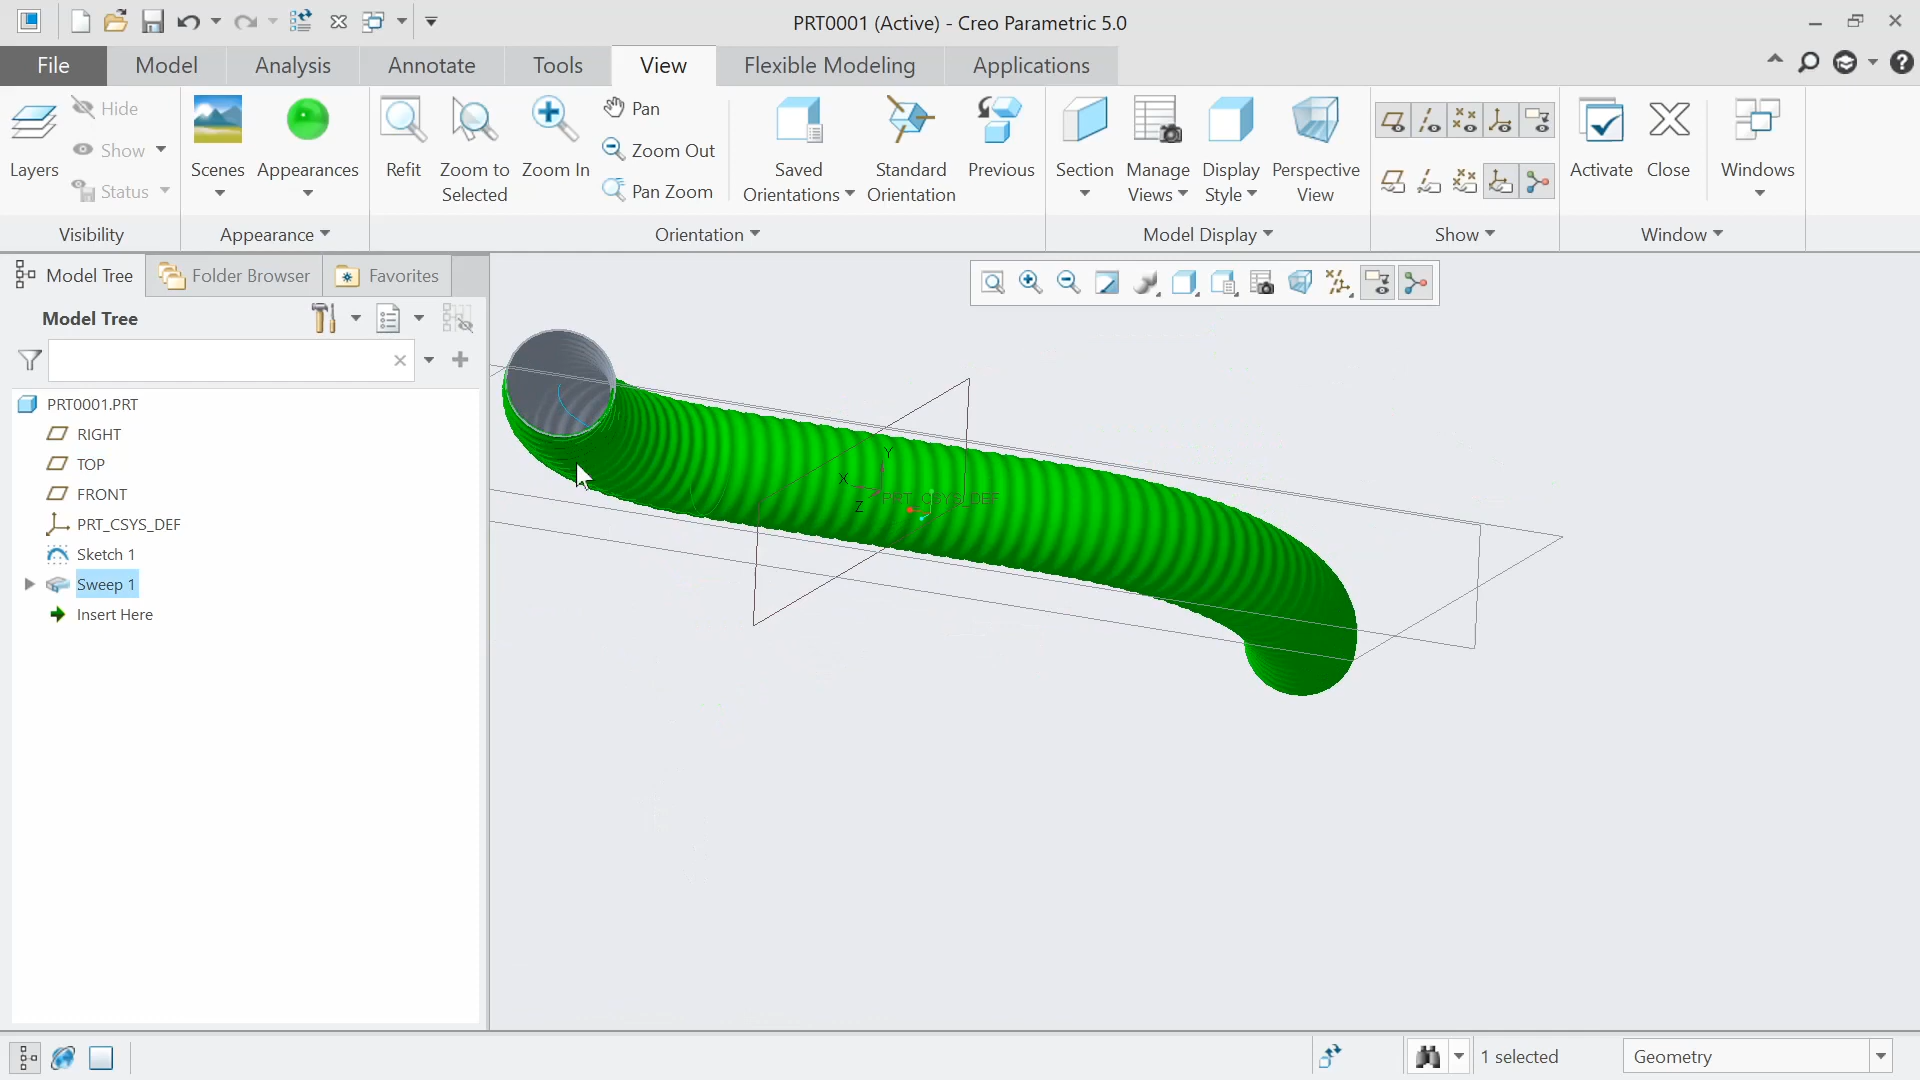 PRT0001 (Active) - Creo Parametric 5.0
File Model Analysis Annotate Tools View Flexible Modeling Applications
Layers
Hide
Show
Status
Visibility
Scenes
Appearances
Appearance
Refit
Zoom to Selected
Zoom In
Pan
Zoom Out
Pan Zoom
Saved Orientations
Standard Orientation
Previous
Orientation
Section
Manage Views
Display Style
Perspective View
Model Display
Show
Activate
Close
Windows
Window
Model Tree
Folder Browser
Favorites
Model Tree
PRT0001.PRT
RIGHT
TOP
FRONT
PRT_CSYS_DEF
Sketch 1
Sweep 1
Insert Here
Y
X
PRT_CSYS_DEF
Z
1 selected
Geometry